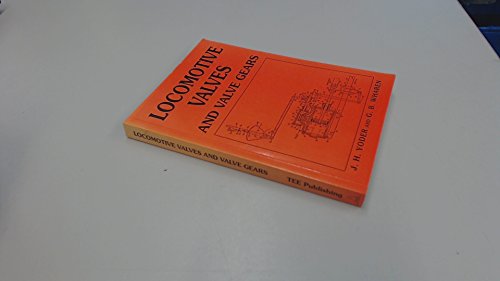 LOCOMOTIVE
VALVES
AND VALVE GEARS
J. H. YODER AND G. B. WHAREN
LOCOMOTIVE VALVES AND VALVE GEARS TEE Publishing